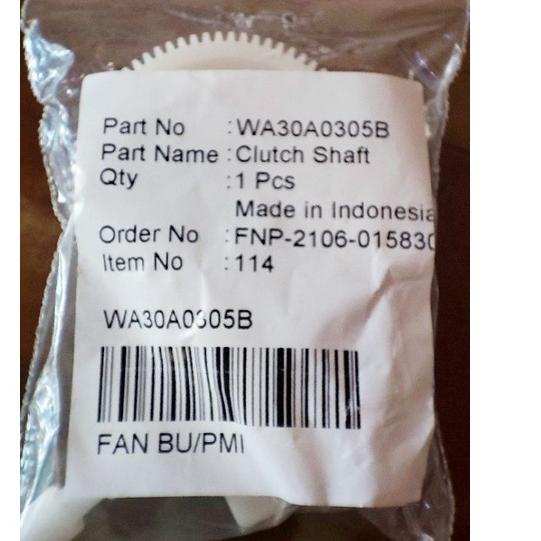 Part No : WA30A0305B
Part Name : Clutch Shaft
Qty : 1 Pcs
Made in Indonesia
Order No : FNP-2106-015830
Item No : 114
WA30A0305B
FAN BU/PMI